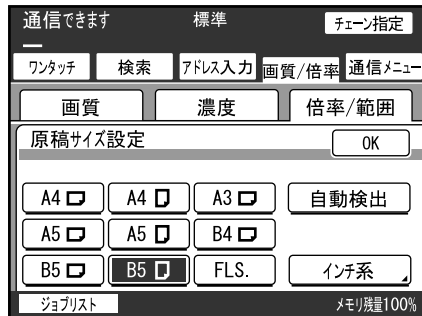 通信できます 標準 チェーン指定
ワンタッチ 検索 アドレス入力 画質/倍率 通信メニュー
画質 濃度 倍率/範囲
原稿サイズ設定 OK
A4 A4 A3 自動検出
A5 A5 B4
B5 B5 FLS. インチ系
ジョブリスト メモリ残量100%